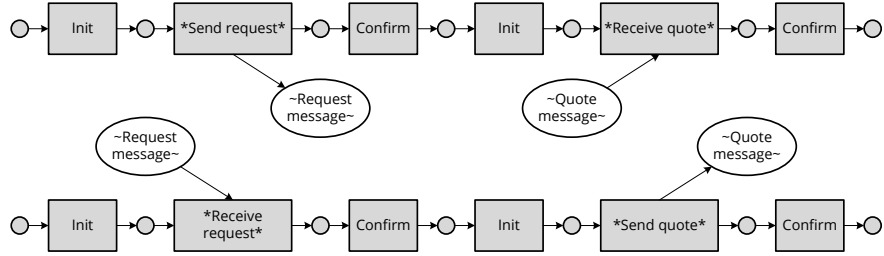 Init
*Send request*
Confirm
Init
*Receive quote*
Confirm
~Request
message~
~Quote
message~
~Request
message~
~Quote
message~
Init
*Receive
request*
Confirm
Init
*Send quote*
Confirm